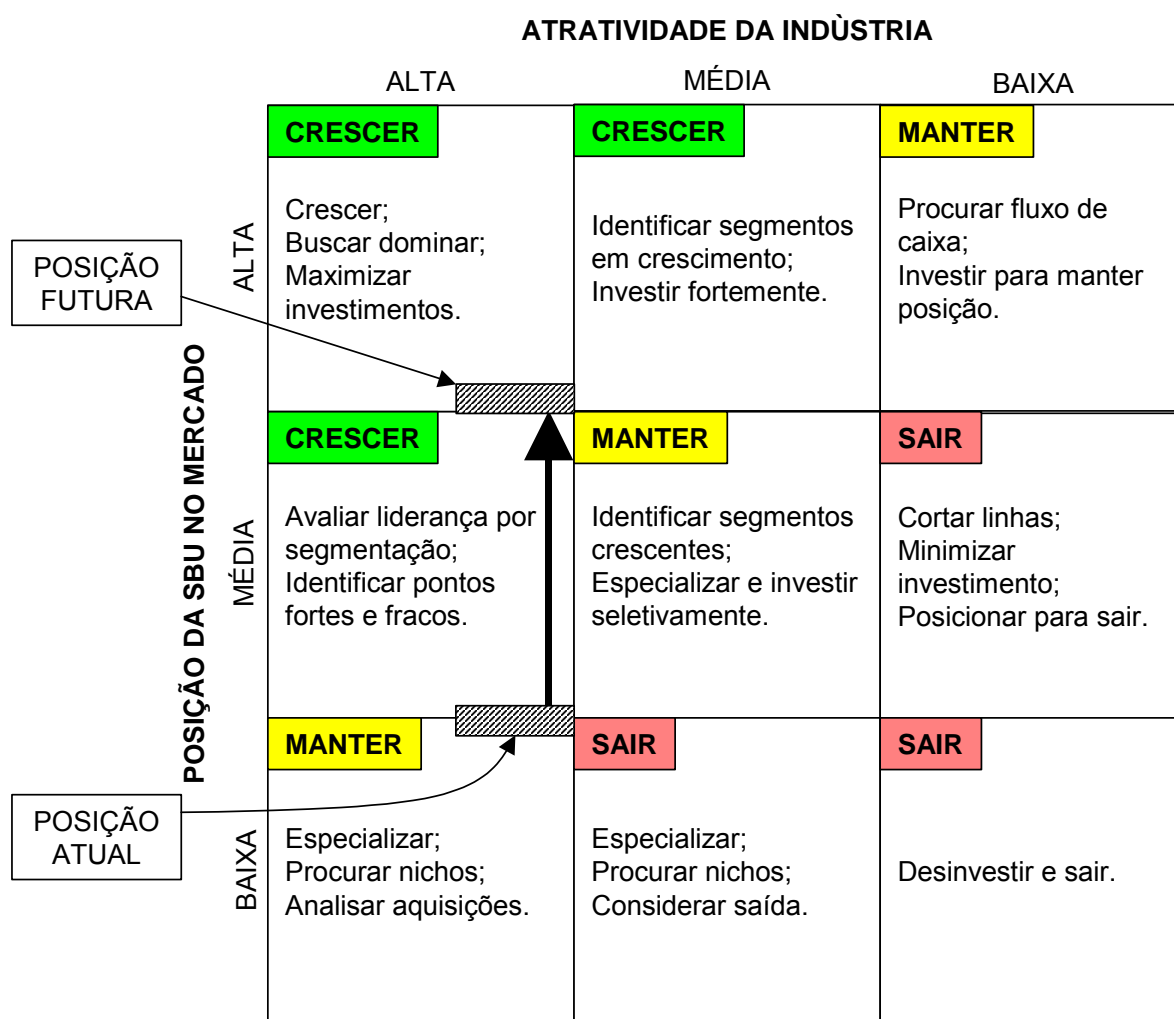 ATRATIVIDADE DA INDÙSTRIA
ALTA
MÉDIA
BAIXA
POSIÇÃO DA SBU NO MERCADO
ALTA
CRESCER
Crescer;
Buscar dominar;
Maximizar
investimentos.
CRESCER
Identificar segmentos
em crescimento;
Investir fortemente.
MANTER
Procurar fluxo de
caixa;
Investir para manter
posição.
POSIÇÃO
FUTURA
MÉDIA
CRESCER
Avaliar liderança por
segmentação;
Identificar pontos
fortes e fracos.
MANTER
Identificar segmentos
crescentes;
Especializar e investir
seletivamente.
SAIR
Cortar linhas;
Minimizar
investimento;
Posicionar para sair.
POSIÇÃO
ATUAL
BAIXA
MANTER
Especializar;
Procurar nichos;
Analisar aquisições.
SAIR
Especializar;
Procurar nichos;
Considerar saída.
SAIR
Desinvestir e sair.